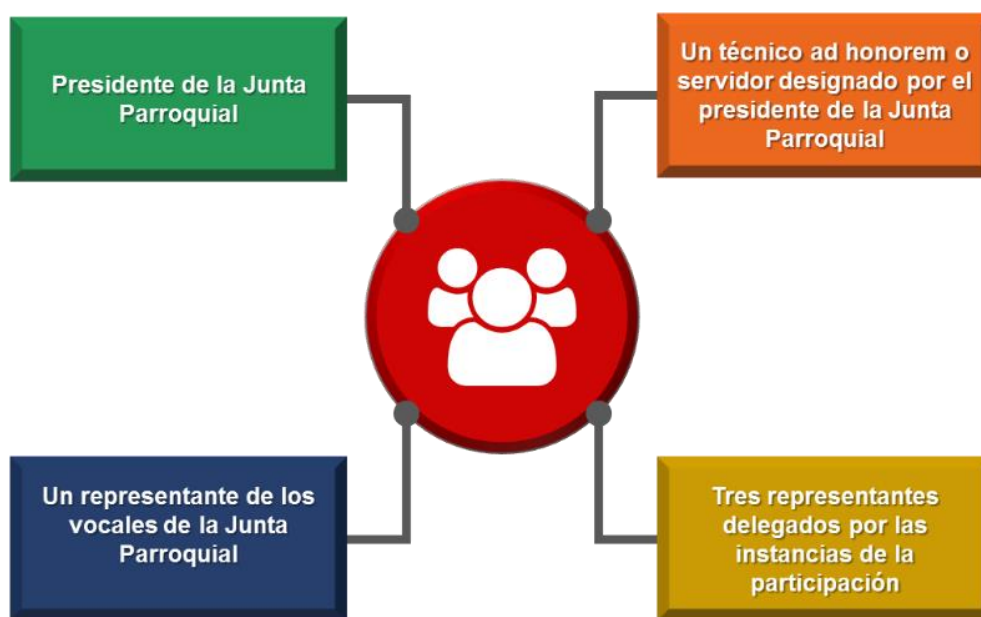 Presidente de la Junta
Parroquial
Un técnico ad honorem o
servidor designado por el
presidente de la Junta
Parroquial
Un representante de los
vocales de la Junta
Parroquial
Tres representantes
delegados por las
instancias de la
participación